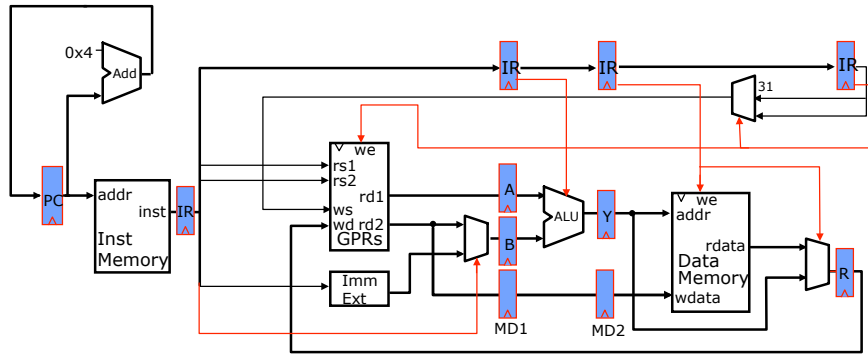 0x4
Add
IR
IR
IR
31
we
rs1
rs2
rd1
ws
wd rd2
GPRs
A
ALU
Y
we
addr
rdata
Data
Memory
wdata
R
PC
addr
inst
Inst
Memory
IR
B
Imm
Ext
MD1
MD2